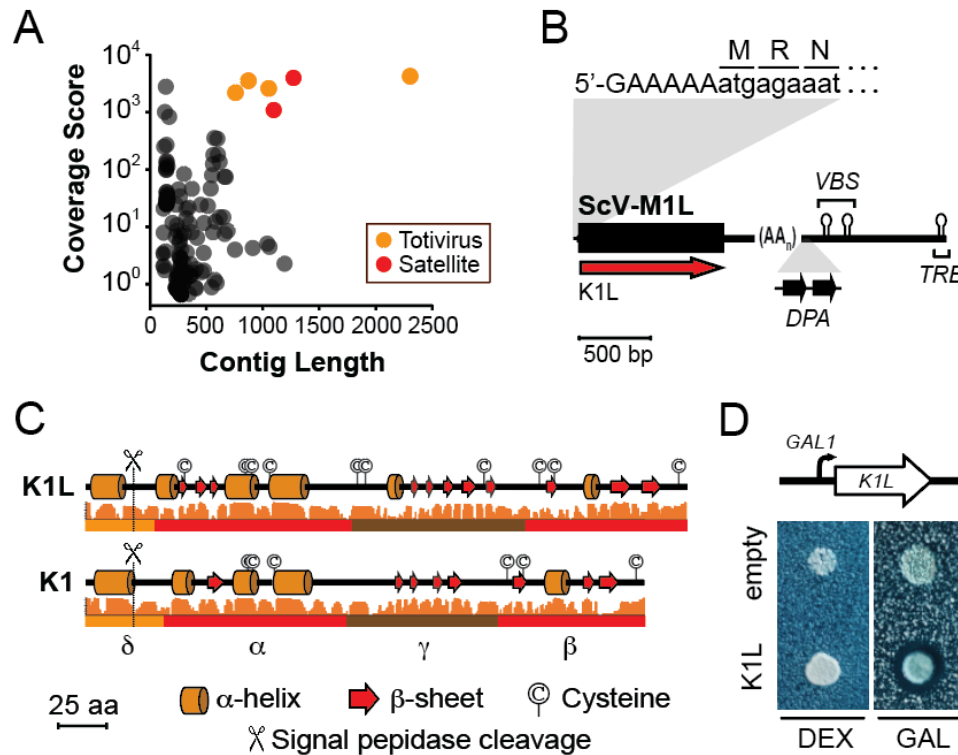 A
Coverage Score
10⁴
10³
10²
10¹
10⁰
0 500 1000 1500 2000 2500
Contig Length
Totivirus
Satellite
B
M R N
5'-GAAAAAatgagaaat...
ScV-M1L
K1L
(AAₙ)
VBS
TRE
DPA
500 bp
C
K1L
C C C C C C C C C C
K1
C C C C C C
δ α γ β
25 aa
α-helix
β-sheet
C Cysteine
Signal pepidase cleavage
D
GAL1
K1L
empty
K1L
DEX GAL